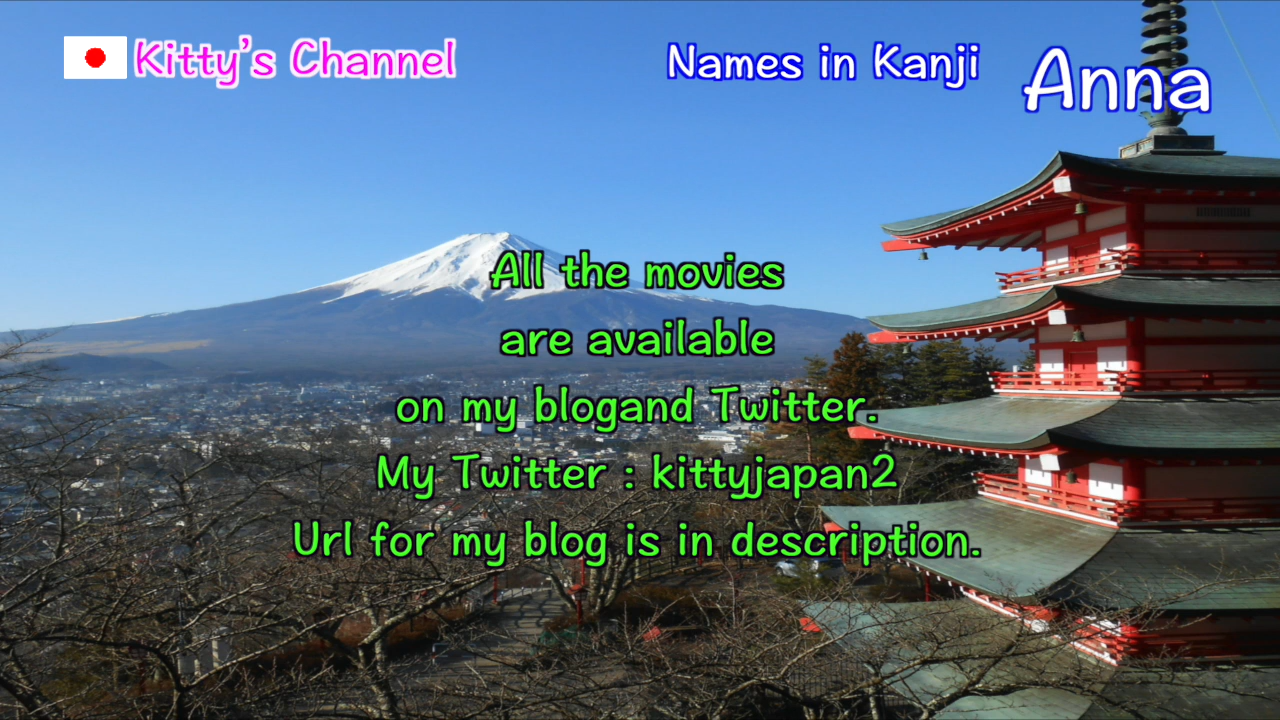 Kitty's Channel
Names in Kanji
Anna
All the movies
are available
on my blogand Twitter.
My Twitter : kittyjapan2
Url for my blog is in description.